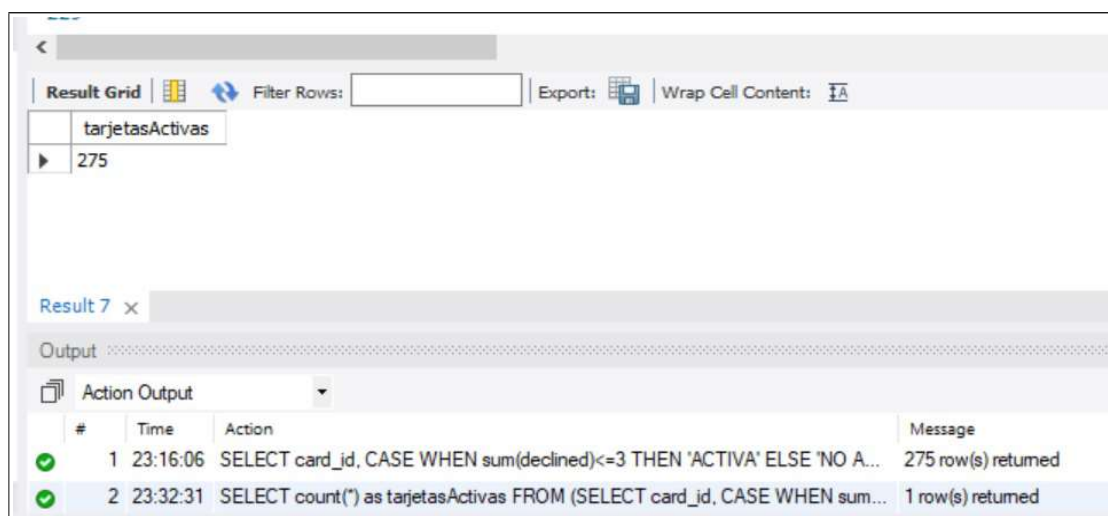 Result Grid Filter Rows: Export: Wrap Cell Content:
tarjetasActivas
275
Result 7
Output
Action Output
# Time Action Message
1 23:16:06 SELECT card_id, CASE WHEN sum(declined)<=3 THEN 'ACTIVA' ELSE 'NO A... 275 row(s) returned
2 23:32:31 SELECT count(*) as tarjetasActivas FROM (SELECT card_id, CASE WHEN sum... 1 row(s) returned